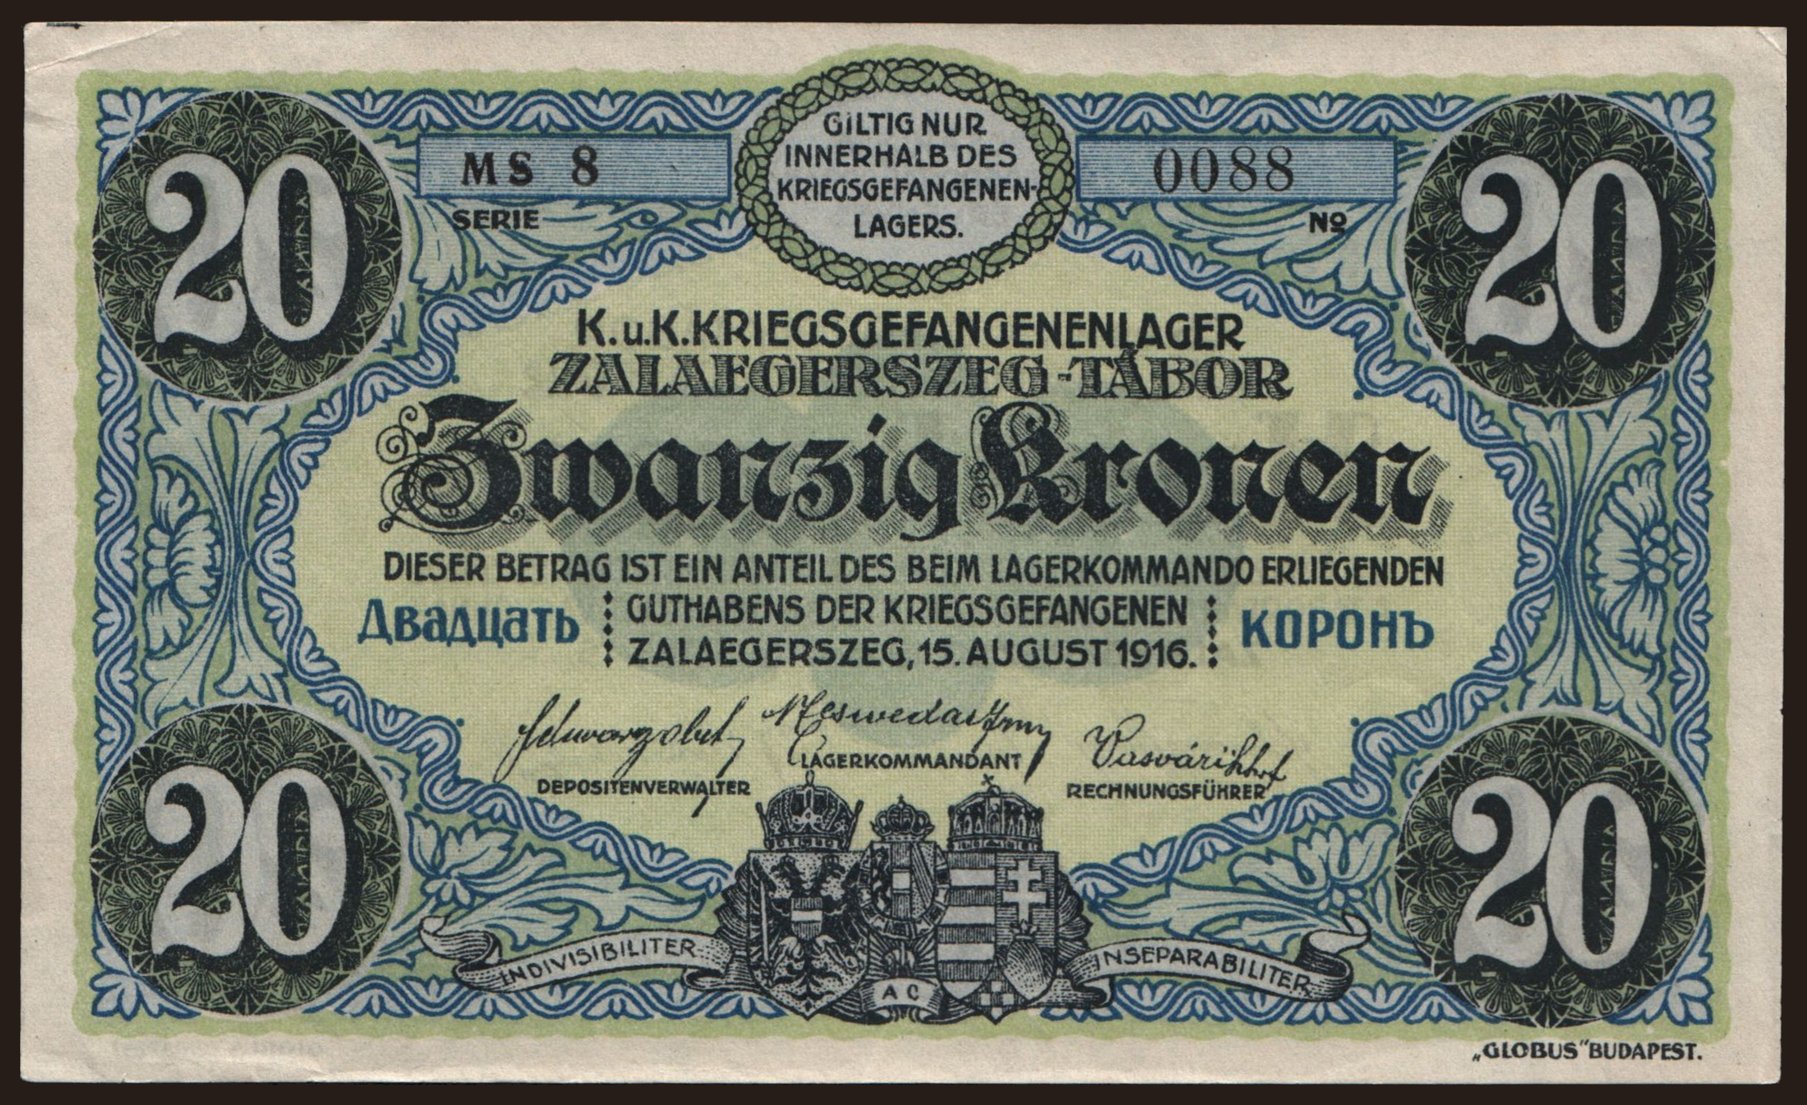 20
GILTIG NUR
INNERHALB DES
KRIEGSGEFANGENEN-
LAGERS.
20
MS 8
SERIE
0088
No
K.u.K.KRIEGSGEFANGENENLAGER
ZALAEGERSZEG-TÁBOR
Zwanzig Kronen
DIESER BETRAG IST EIN ANTEIL DES BEIM LAGERKOMMANDO ERLIEGENDEN
Двадцать GUTHABENS DER KRIEGSGEFANGENEN КОРОНЪ
ZALAEGERSZEG, 15. AUGUST 1916.
LAGERKOMMANDANT
DEPOSITENVERWALTER
RECHNUNGSFÜHRER
20
20
INDIVISIBILITER
INSEPARABILITER
A C
„GLOBUS" BUDAPEST.